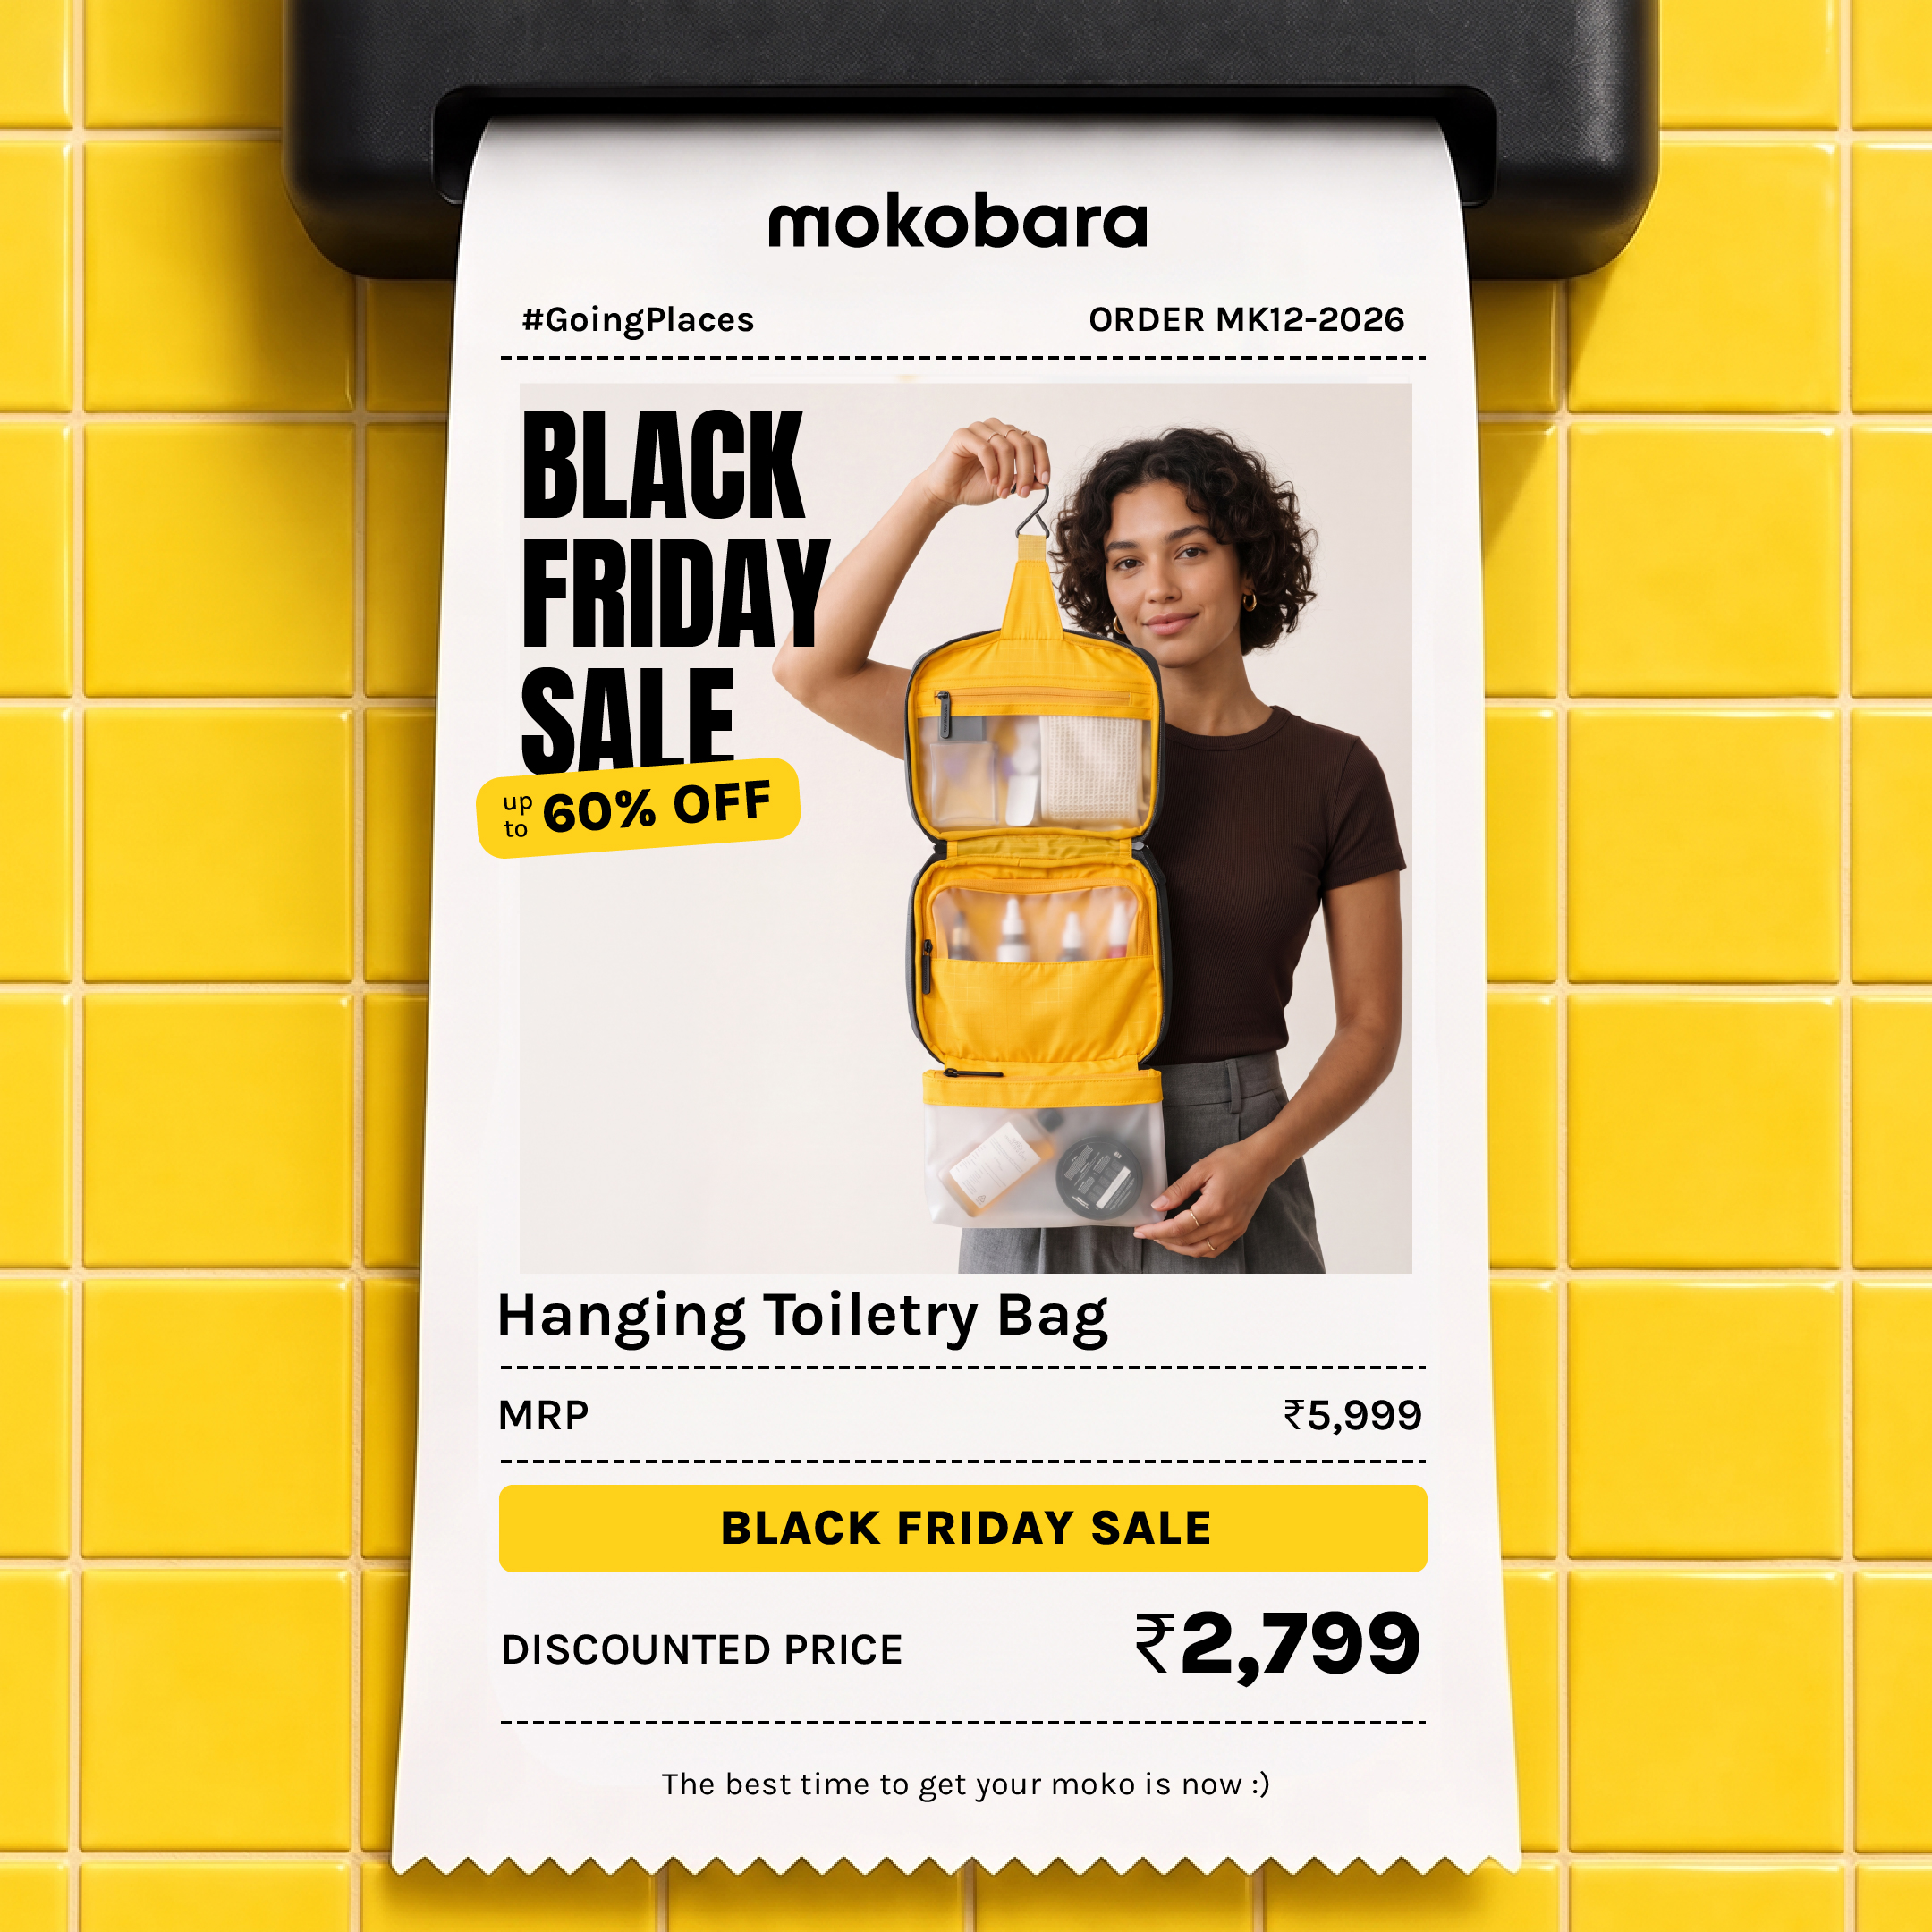 mokobara
#GoingPlaces ORDER MK12-2026
BLACK
FRIDAY
SALE
up to 60% OFF
Hanging Toiletry Bag
MRP ₹5,999
BLACK FRIDAY SALE
DISCOUNTED PRICE ₹2,799
The best time to get your moko is now :)